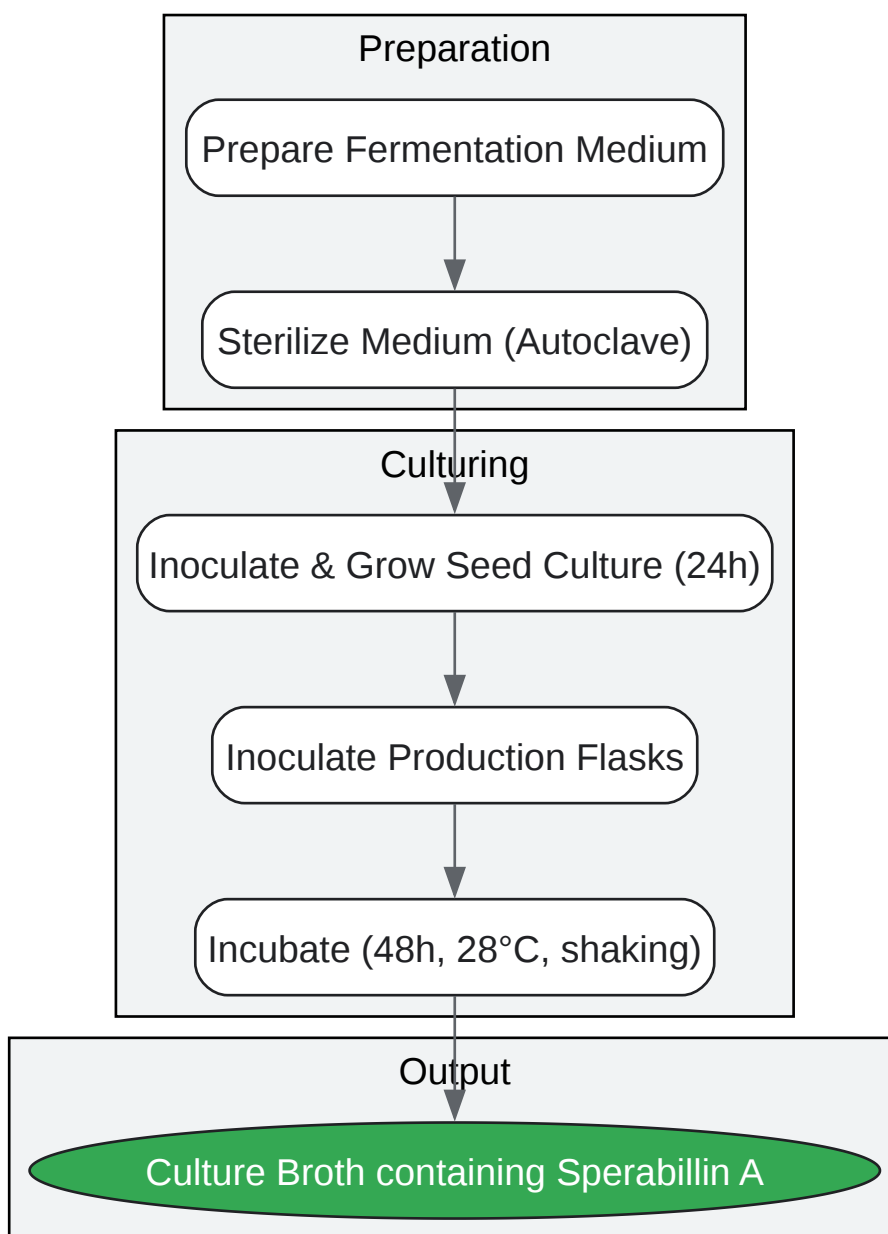 Preparation
Prepare Fermentation Medium
Sterilize Medium (Autoclave)
Culturing
Inoculate & Grow Seed Culture (24h)
Inoculate Production Flasks
Incubate (48h, 28°C, shaking)
Output
Culture Broth containing Sperabillin A